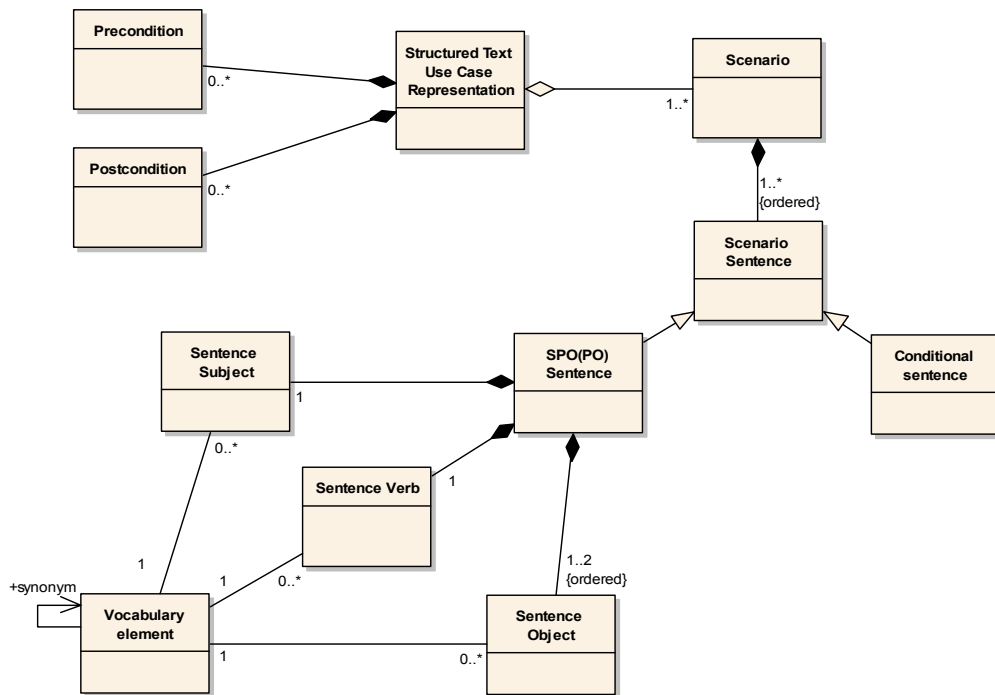 Precondition
Structured Text
Use Case
Representation
Scenario
0..*
1..*
Postcondition
0..*
1..*
{ordered}
Scenario
Sentence
Sentence
Subject
SPO(PO)
Sentence
Conditional
sentence
1
0..*
Sentence Verb
1
1
1..2
{ordered}
+synonym
1
0..*
Vocabulary
element
Sentence
Object
1
0..*